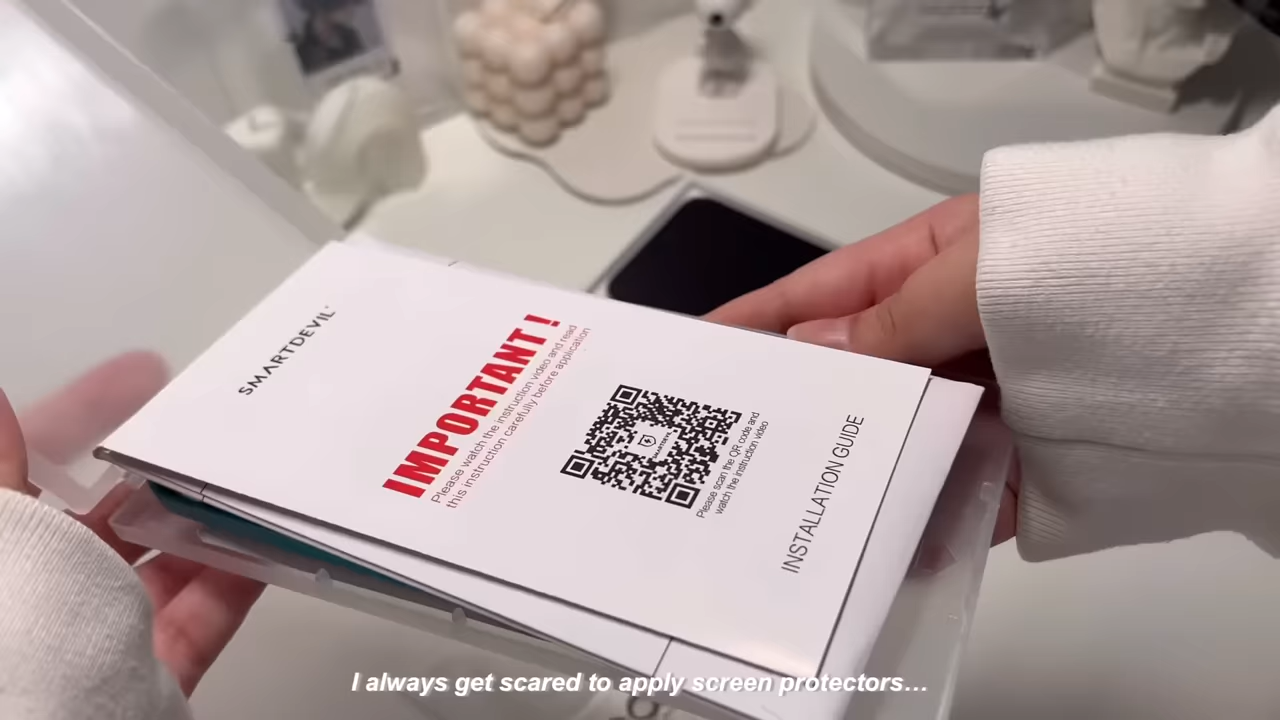 SMARTDEVIL
IMPORTANT !
Please watch the instruction video and read
this instruction carefully before application
Please scan the QR code and
watch the instruction video
INSTALLATION GUIDE
I always get scared to apply screen protectors...